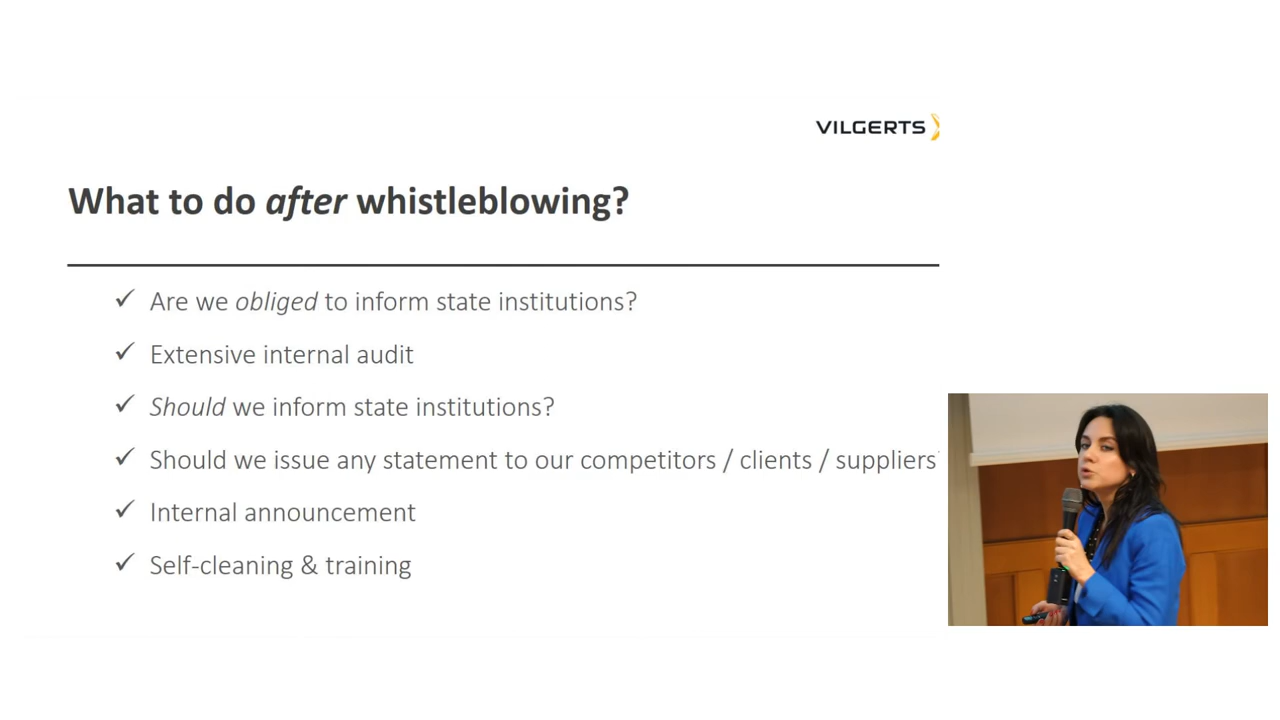 VILGERTS
What to do after whistleblowing?
Are we obliged to inform state institutions?
Extensive internal audit
Should we inform state institutions?
Should we issue any statement to our competitors / clients / suppliers
Internal announcement
Self-cleaning & training